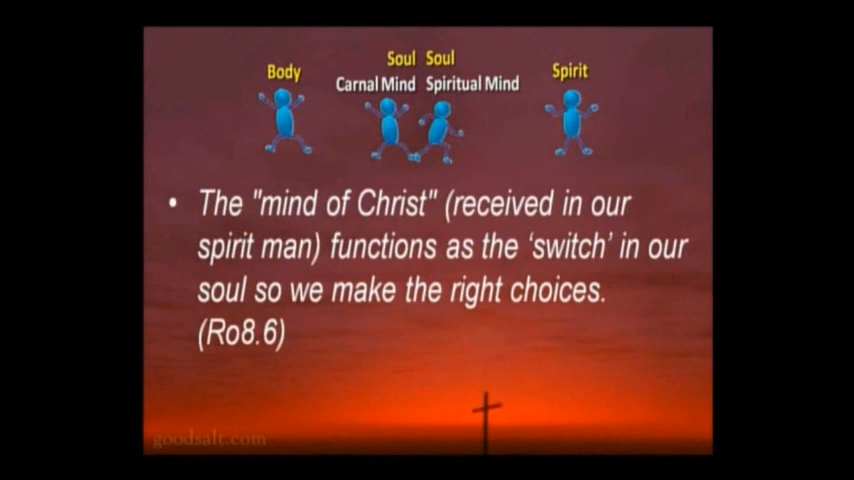 Body
Soul Soul
Carnal Mind Spiritual Mind
Spirit
• The "mind of Christ" (received in our
spirit man) functions as the ‘switch’ in our
soul so we make the right choices.
(Ro8.6)
goodsalt.com